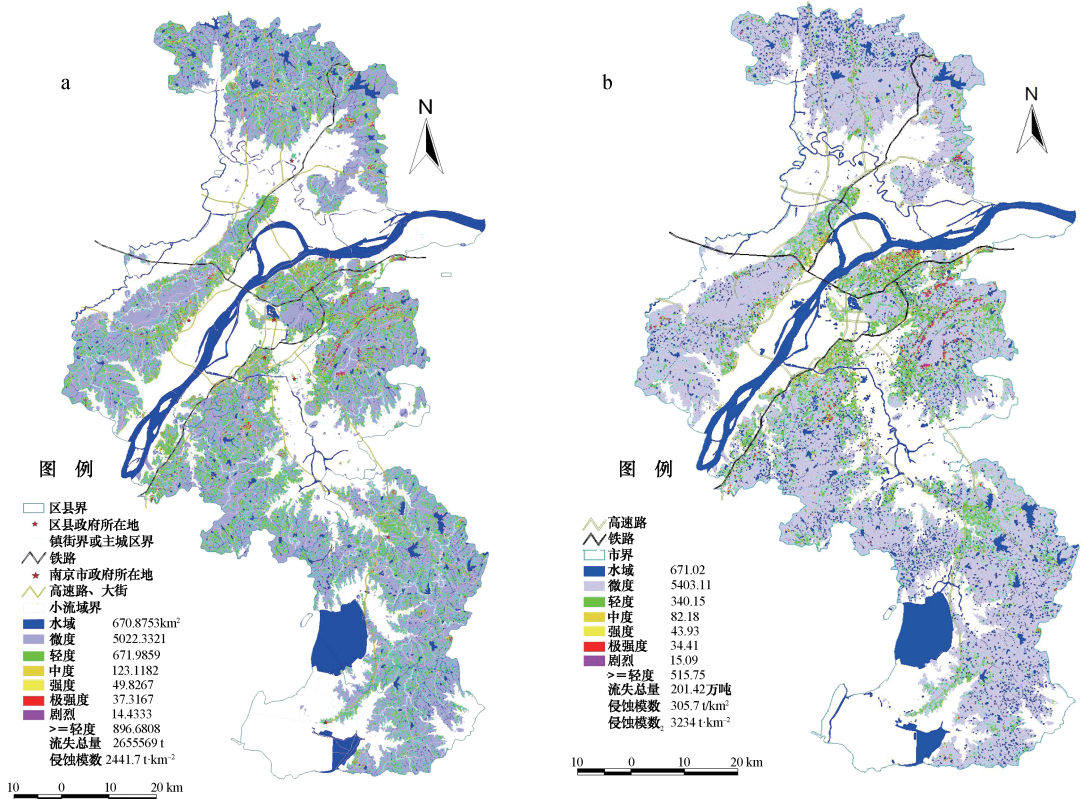 a
N
图 例
区县界
区县政府所在地
镇街界或主城区界
铁路
南京市政府所在地
高速路、大街
小流域界
水域 670.8753km²
微度 5022.3321
轻度 671.9859
中度 123.1182
强度 49.8267
极强度 37.3167
剧烈 14.4333
>=轻度 896.6808
流失总量 2655569 t
侵蚀模数 2441.7 t·km⁻²
10 0 10 20 km
b
N
图 例
高速路
铁路
市界
水域 671.02
微度 5403.11
轻度 340.15
中度 82.18
强度 43.93
极强度 34.41
剧烈 15.09
>=轻度 515.75
流失总量 201.42万吨
侵蚀模数 305.7 t/km²
侵蚀模数₂ 3234 t·km⁻²
10 0 10 20 km